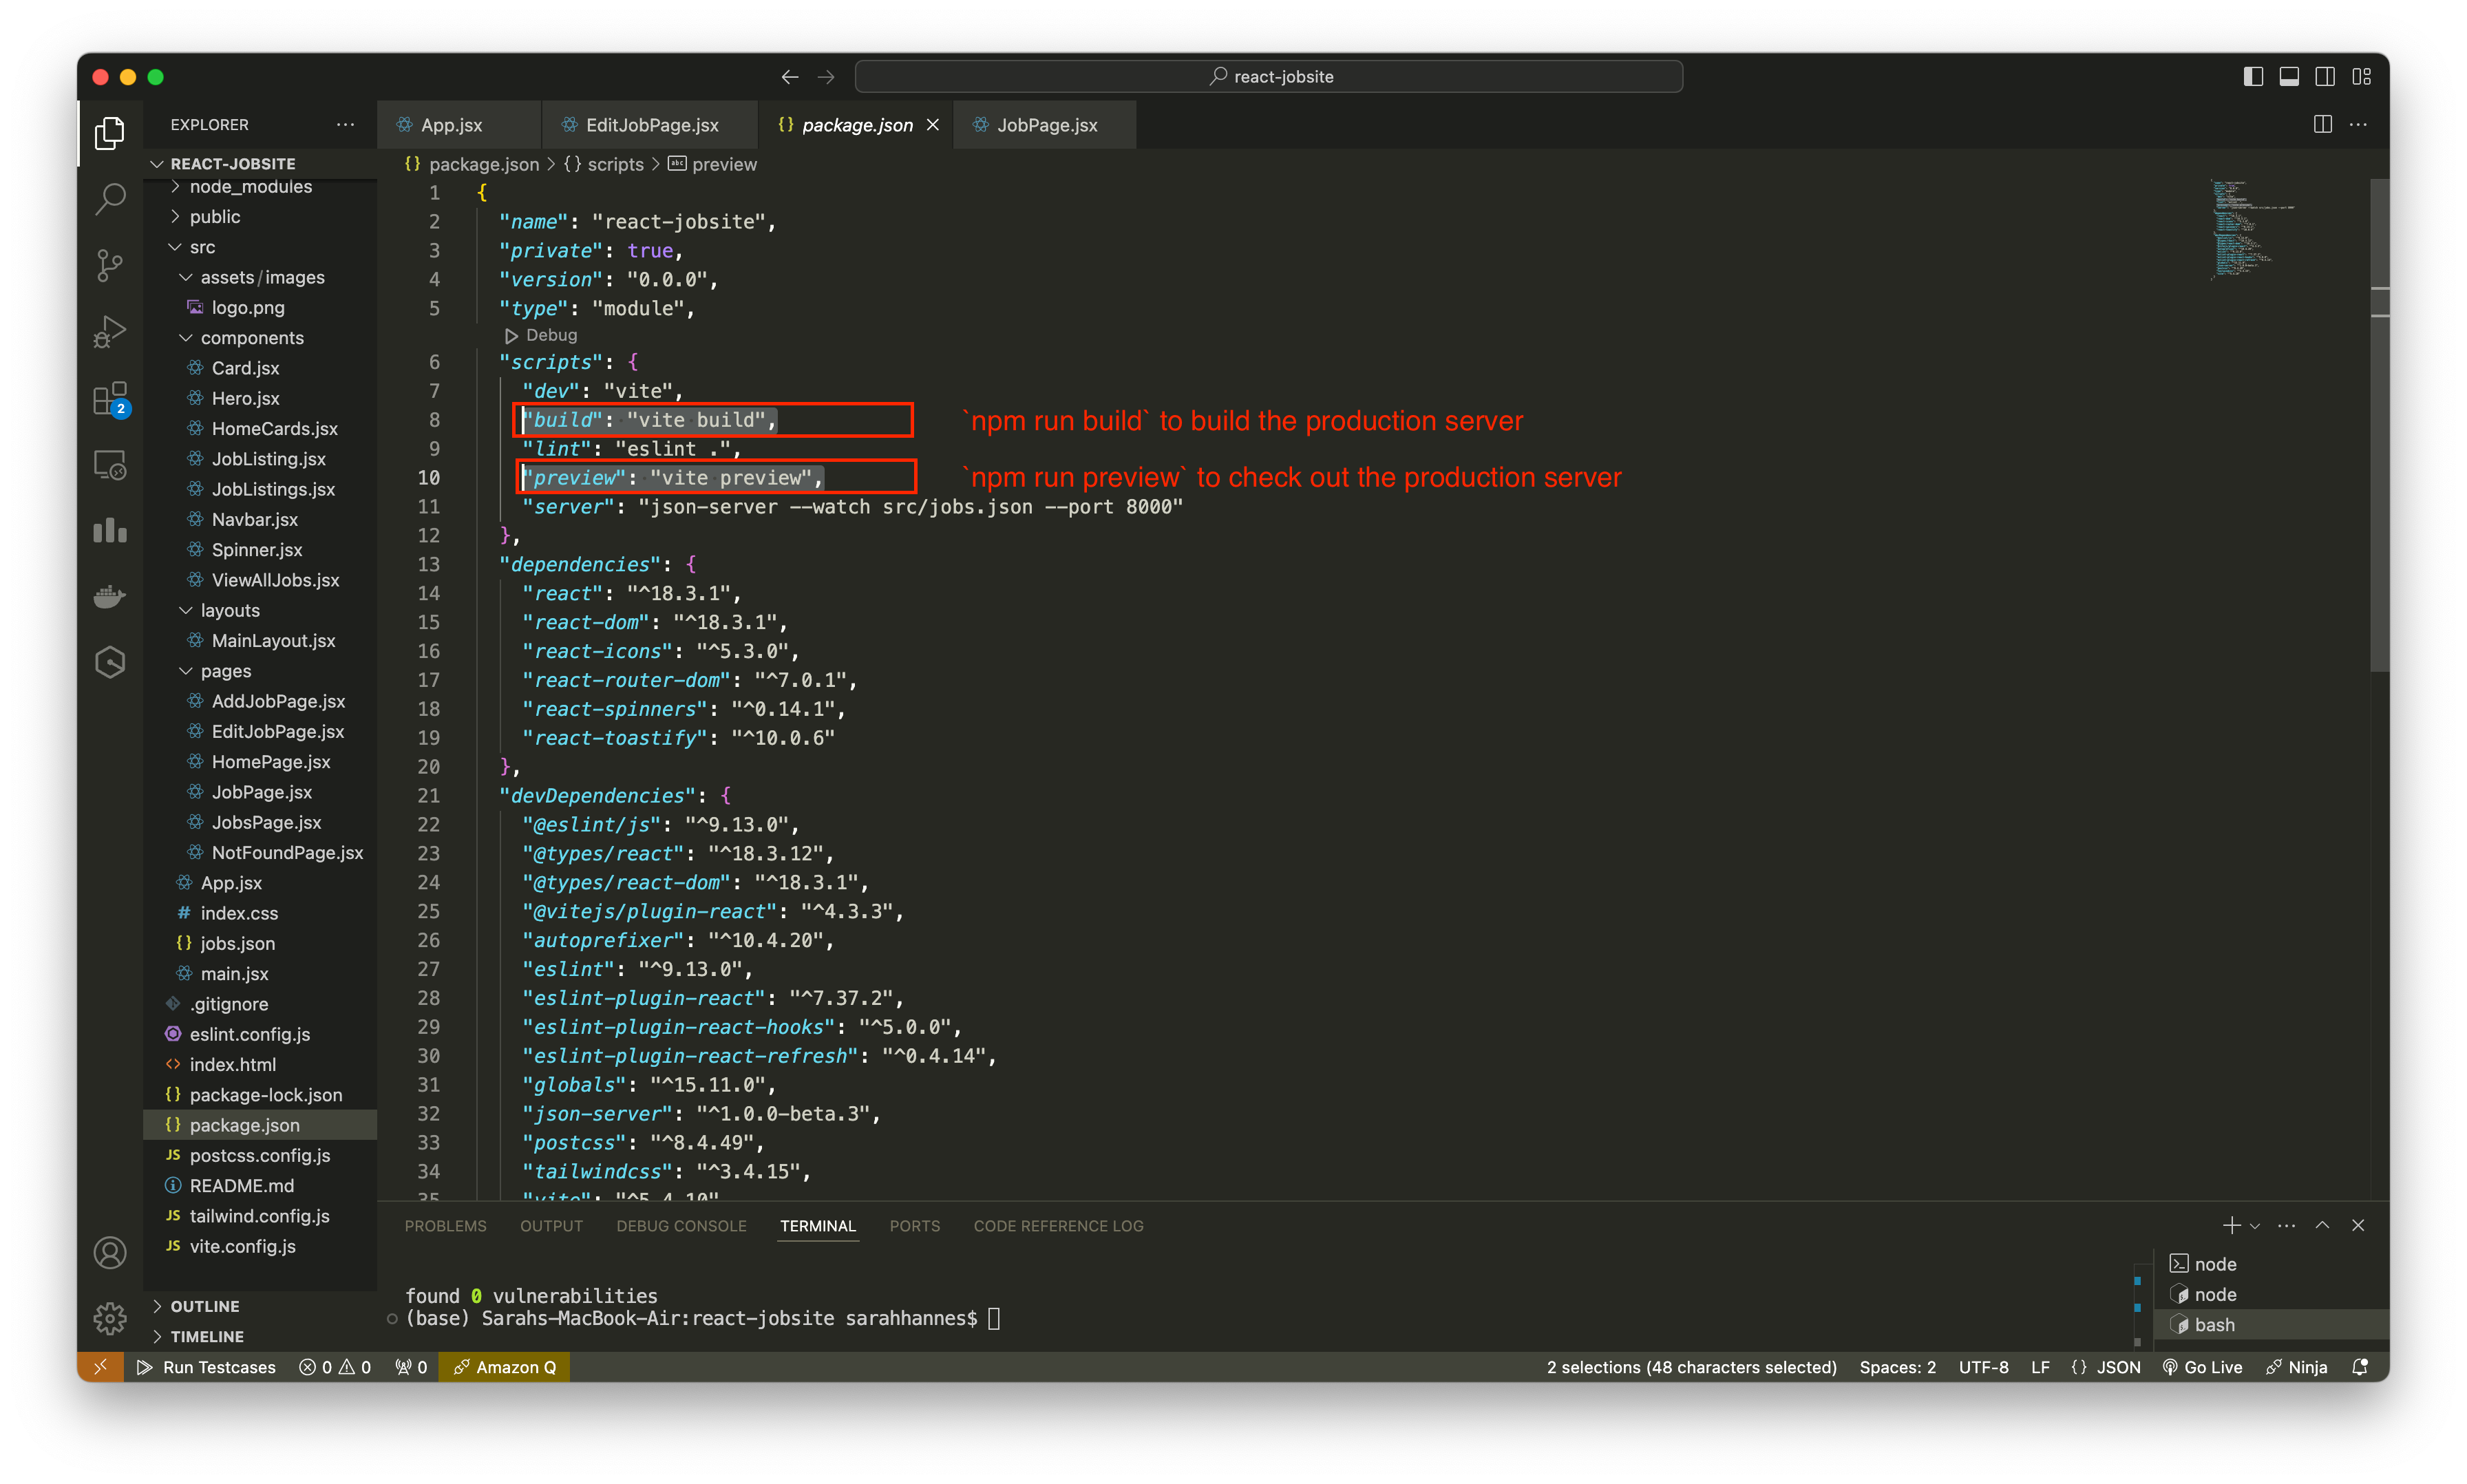 react-jobsite
EXPLORER
App.jsx
EditJobPage.jsx
package.json
JobPage.jsx
REACT-JOBSITE
package.json > {} scripts > abc preview
node_modules
public
src
assets/images
logo.png
components
Card.jsx
Hero.jsx
HomeCards.jsx
JobListing.jsx
JobListings.jsx
Navbar.jsx
Spinner.jsx
ViewAllJobs.jsx
layouts
MainLayout.jsx
pages
AddJobPage.jsx
EditJobPage.jsx
HomePage.jsx
JobPage.jsx
JobsPage.jsx
NotFoundPage.jsx
App.jsx
index.css
jobs.json
main.jsx
.gitignore
eslint.config.js
index.html
package-lock.json
package.json
postcss.config.js
README.md
tailwind.config.js
vite.config.js
OUTLINE
TIMELINE
2
1 {
2 "name": "react-jobsite",
3 "private": true,
4 "version": "0.0.0",
5 "type": "module",
Debug
6 "scripts": {
7 "dev": "vite",
8 "build": "vite build",
`npm run build` to build the production server
9 "lint": "eslint .",
10 "preview": "vite preview",
`npm run preview` to check out the production server
11 "server": "json-server --watch src/jobs.json --port 8000"
12 },
13 "dependencies": {
14 "react": "^18.3.1",
15 "react-dom": "^18.3.1",
16 "react-icons": "^5.3.0",
17 "react-router-dom": "^7.0.1",
18 "react-spinners": "^0.14.1",
19 "react-toastify": "^10.0.6"
20 },
21 "devDependencies": {
22 "@eslint/js": "^9.13.0",
23 "@types/react": "^18.3.12",
24 "@types/react-dom": "^18.3.1",
25 "@vitejs/plugin-react": "^4.3.3",
26 "autoprefixer": "^10.4.20",
27 "eslint": "^9.13.0",
28 "eslint-plugin-react": "^7.37.2",
29 "eslint-plugin-react-hooks": "^5.0.0",
30 "eslint-plugin-react-refresh": "^0.4.14",
31 "globals": "^15.11.0",
32 "json-server": "^1.0.0-beta.3",
33 "postcss": "^8.4.49",
34 "tailwindcss": "^3.4.15",
35 "vite": "^5.4.10"
PROBLEMS OUTPUT DEBUG CONSOLE TERMINAL PORTS CODE REFERENCE LOG
found 0 vulnerabilities
(base) Sarahs-MacBook-Air:react-jobsite sarahhannes$
node
node
bash
Run Testcases 0 0 0 Amazon Q 2 selections (48 characters selected) Spaces: 2 UTF-8 LF {} JSON Go Live Ninja